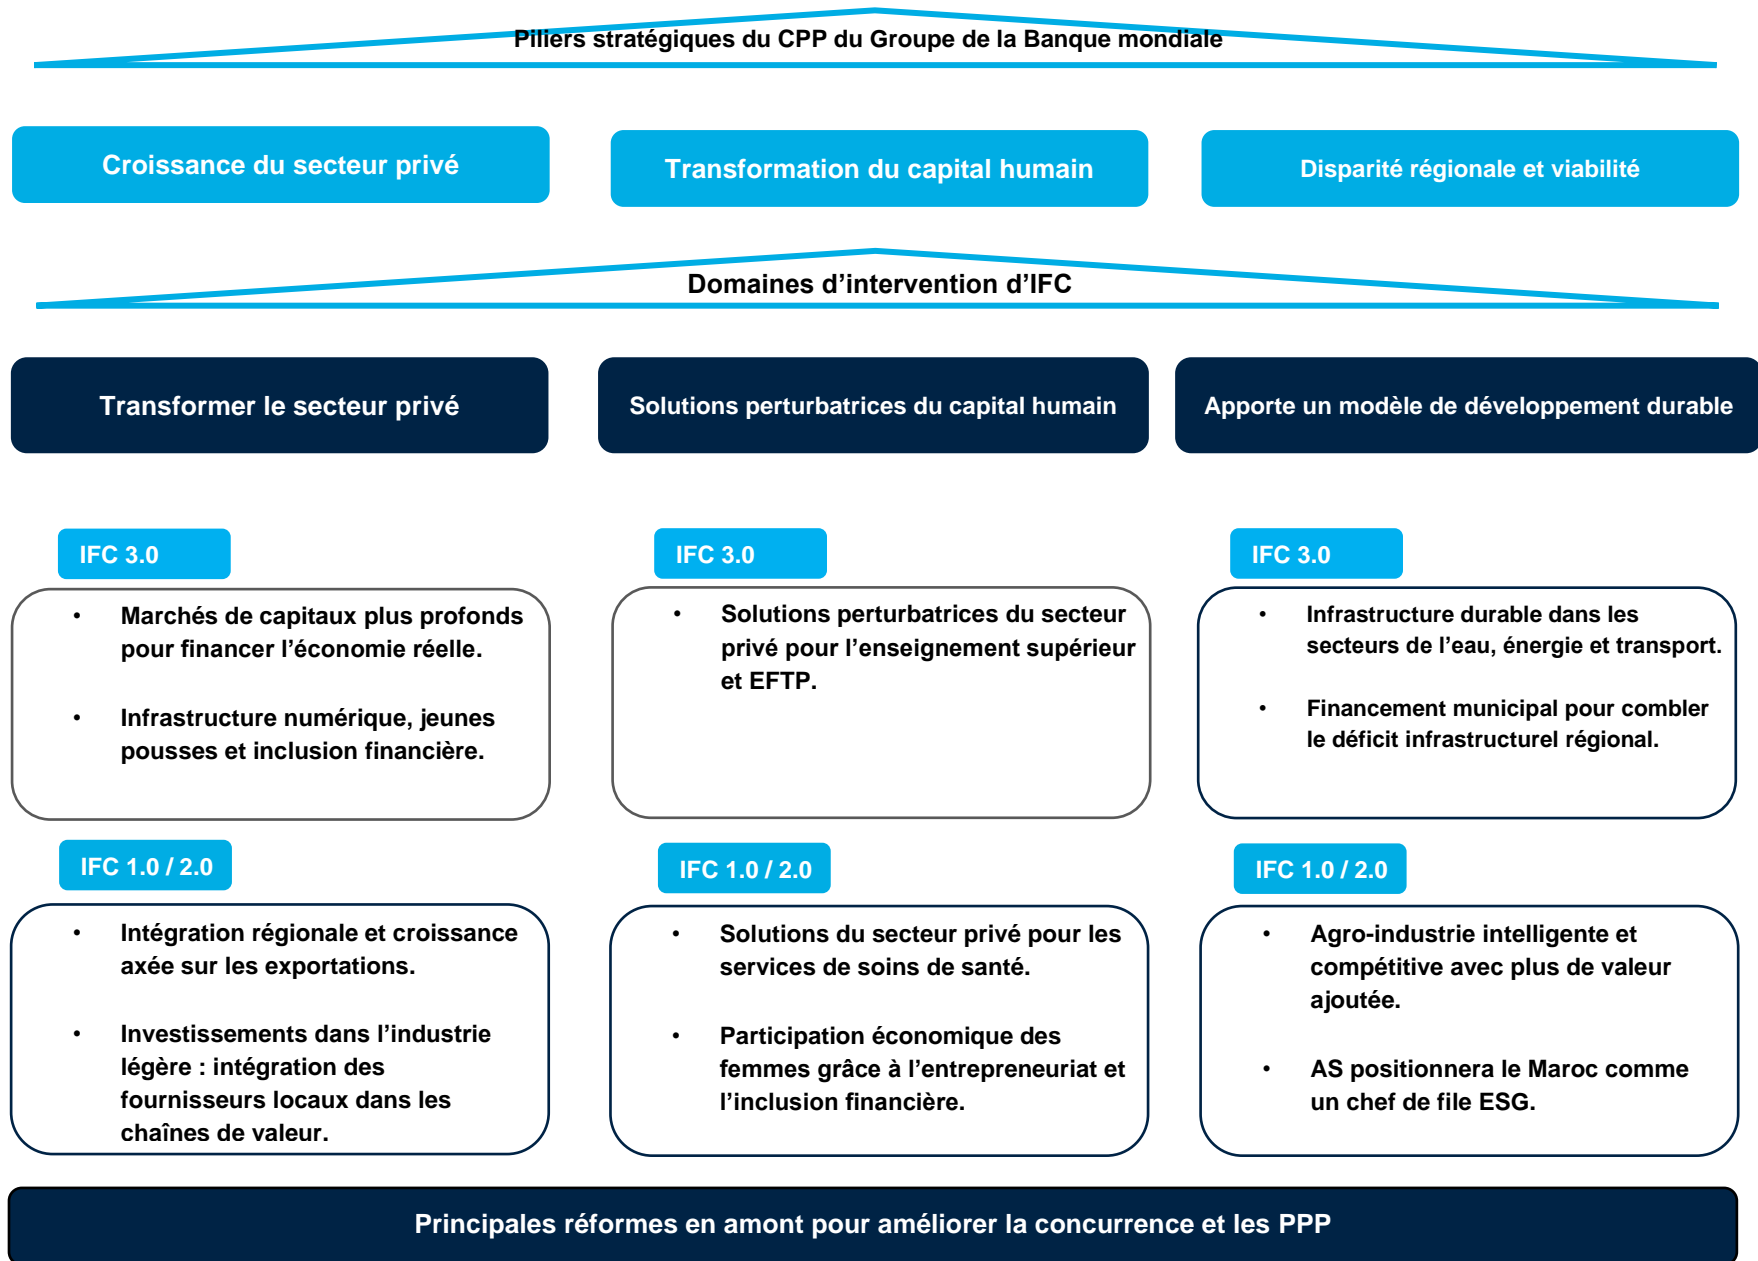 Piliers stratégiques du CPP du Groupe de la Banque mondiale
Croissance du secteur privé
Transformation du capital humain
Disparité régionale et viabilité
Domaines d’intervention d’IFC
Transformer le secteur privé
Solutions perturbatrices du capital humain
Apporte un modèle de développement durable
IFC 3.0
• Marchés de capitaux plus profonds
pour financer l’économie réelle.
• Infrastructure numérique, jeunes
pousses et inclusion financière.
IFC 3.0
• Solutions perturbatrices du secteur
privé pour l’enseignement supérieur
et EFTP.
IFC 3.0
• Infrastructure durable dans les
secteurs de l’eau, énergie et transport.
• Financement municipal pour combler
le déficit infrastructurel régional.
IFC 1.0 / 2.0
• Intégration régionale et croissance
axée sur les exportations.
• Investissements dans l’industrie
légère : intégration des
fournisseurs locaux dans les
chaînes de valeur.
IFC 1.0 / 2.0
• Solutions du secteur privé pour les
services de soins de santé.
• Participation économique des
femmes grâce à l’entrepreneuriat et
l’inclusion financière.
IFC 1.0 / 2.0
• Agro-industrie intelligente et
compétitive avec plus de valeur
ajoutée.
• AS positionnera le Maroc comme
un chef de file ESG.
Principales réformes en amont pour améliorer la concurrence et les PPP